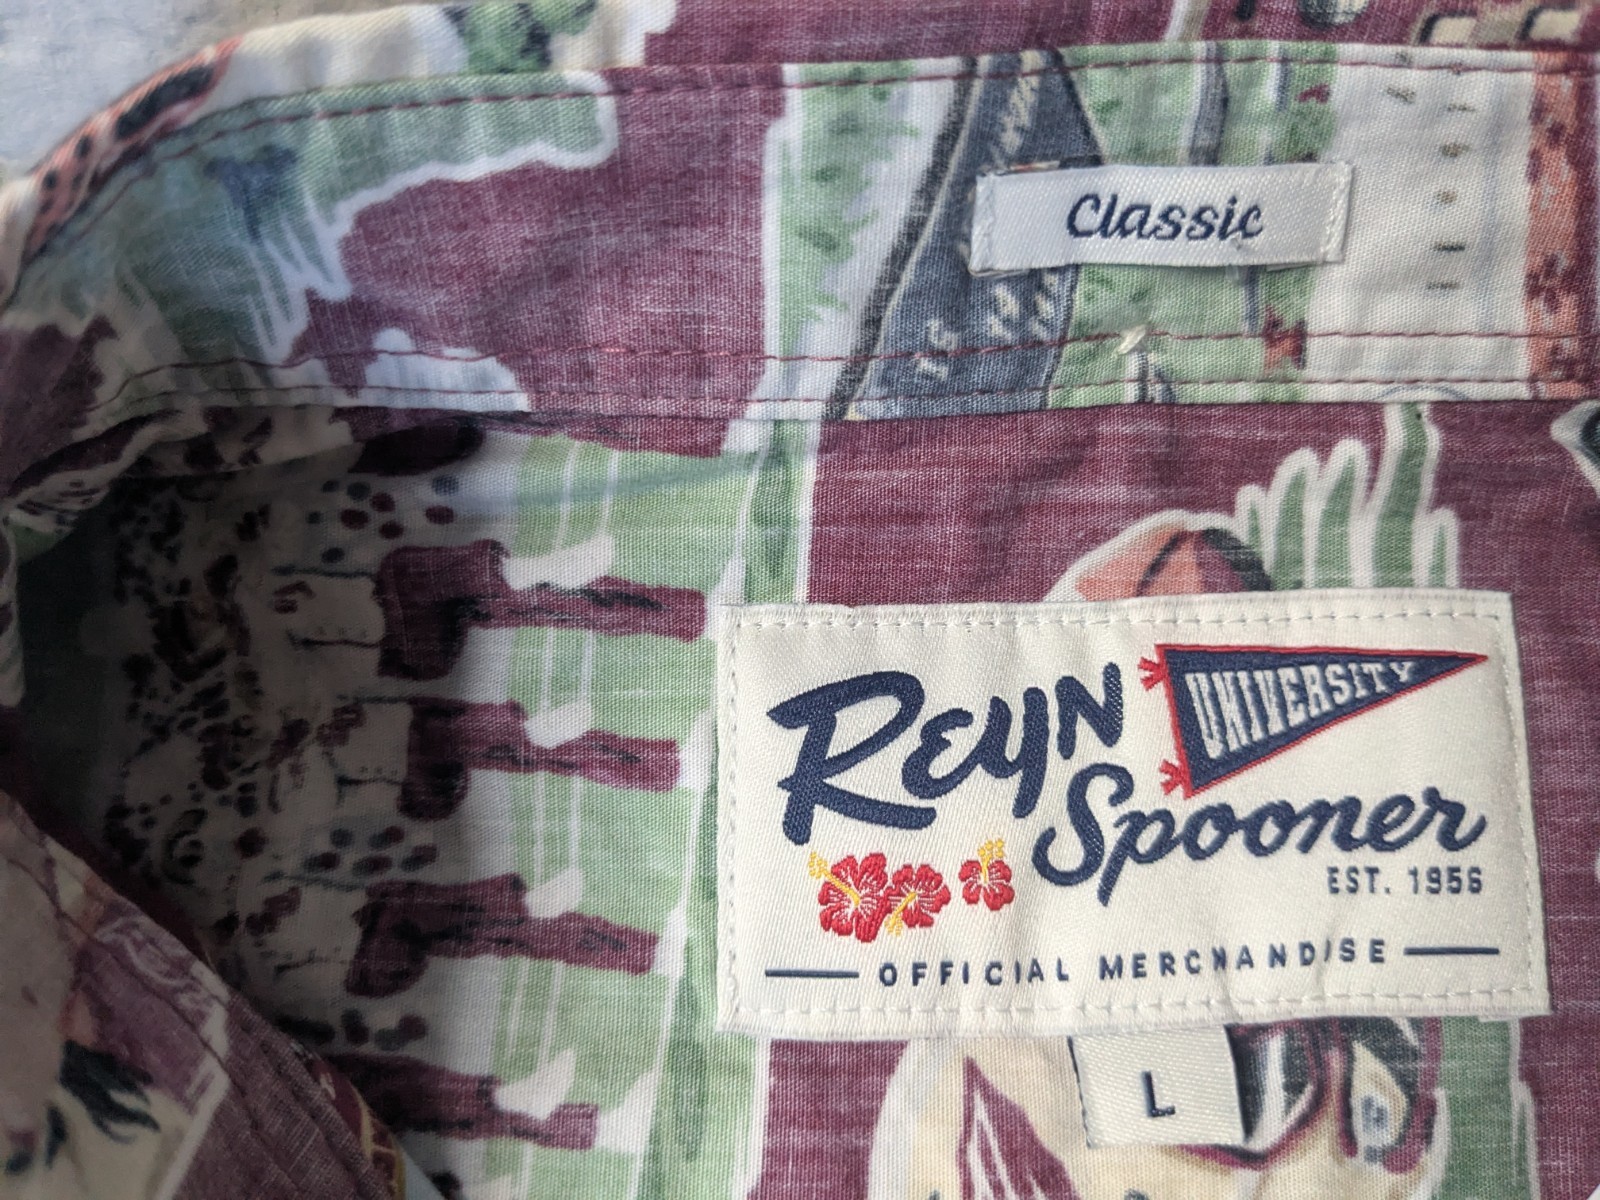 Classic
REYN
UNIVERSITY
Spooner
EST. 1956
OFFICIAL MERCHANDISE
L